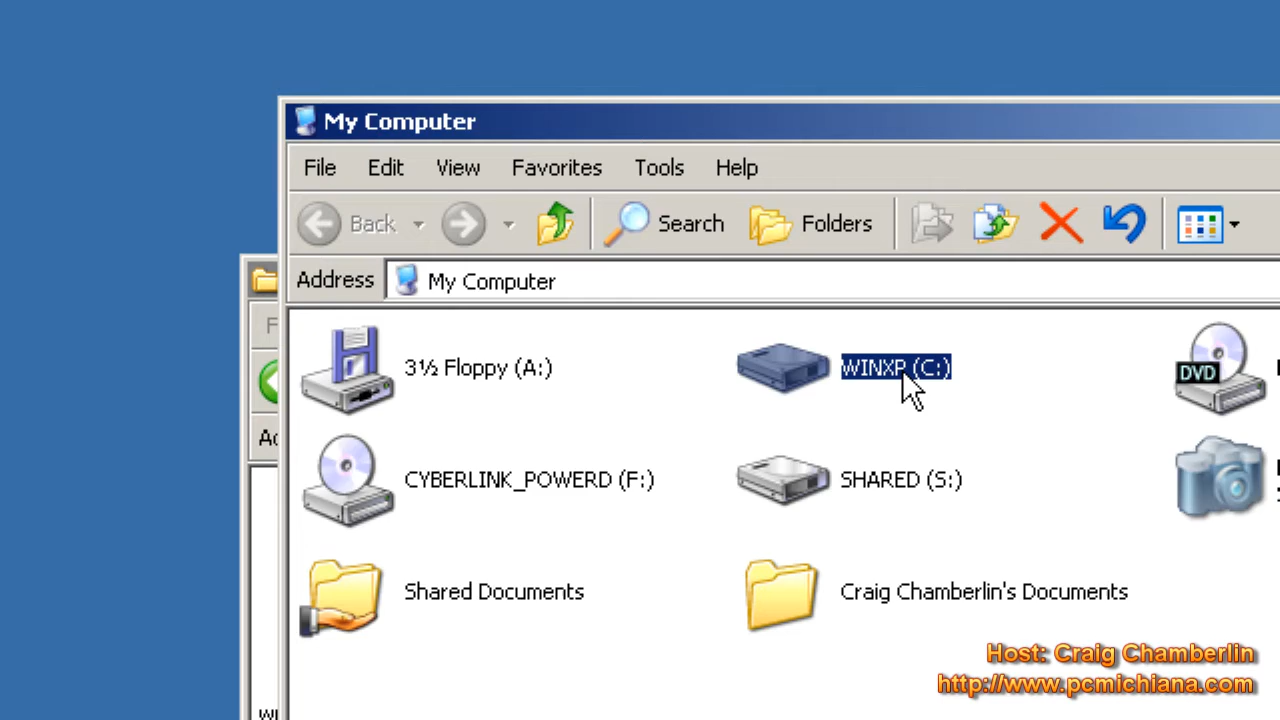 My Computer
File Edit View Favorites Tools Help
Back Search Folders
Address My Computer
3½ Floppy (A:) WINXP (C:)
DVD
CYBERLINK_POWERD (F:) SHARED (S:)
Shared Documents Craig Chamberlin's Documents
Host: Craig Chamberlin
http://www.pcmichiana.com